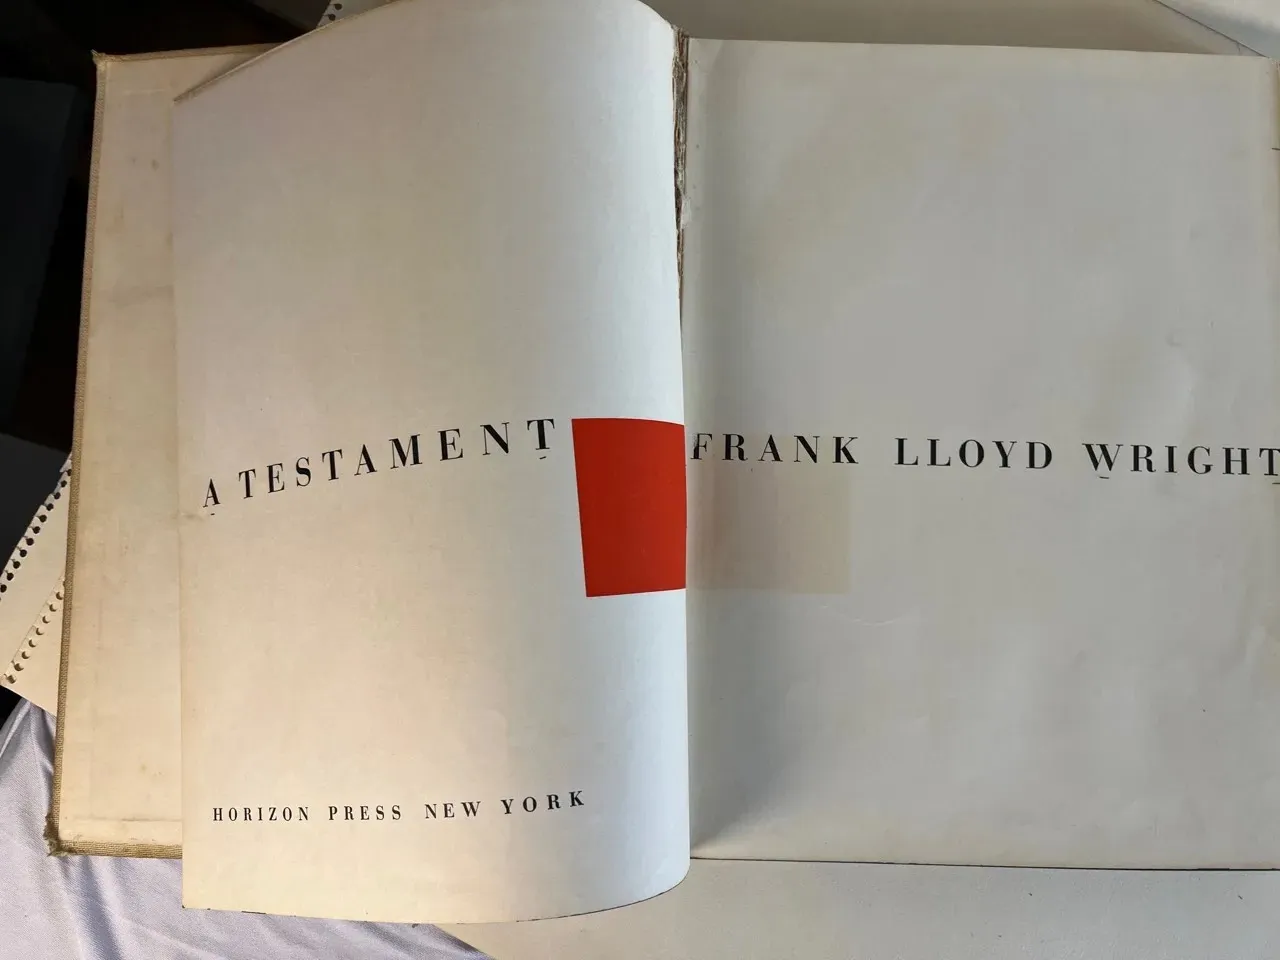 A TESTAMENT FRANK LLOYD WRIGHT
HORIZON PRESS NEW YORK